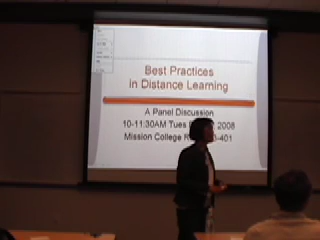 Best Practices
in Distance Learning
A Panel Discussion
10-11:30AM Tues 2008
Mission College -401